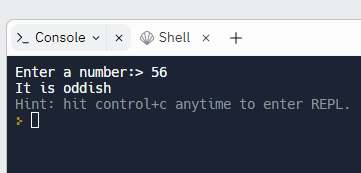 >_ Console
Shell
Enter a number:> 56
It is oddish
Hint: hit control+c anytime to enter REPL.
>